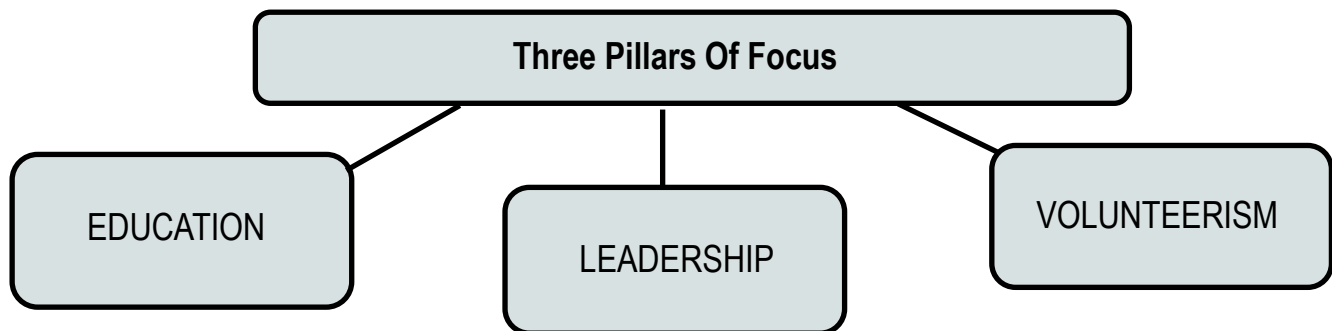 Three Pillars Of Focus
EDUCATION
LEADERSHIP
VOLUNTEERISM